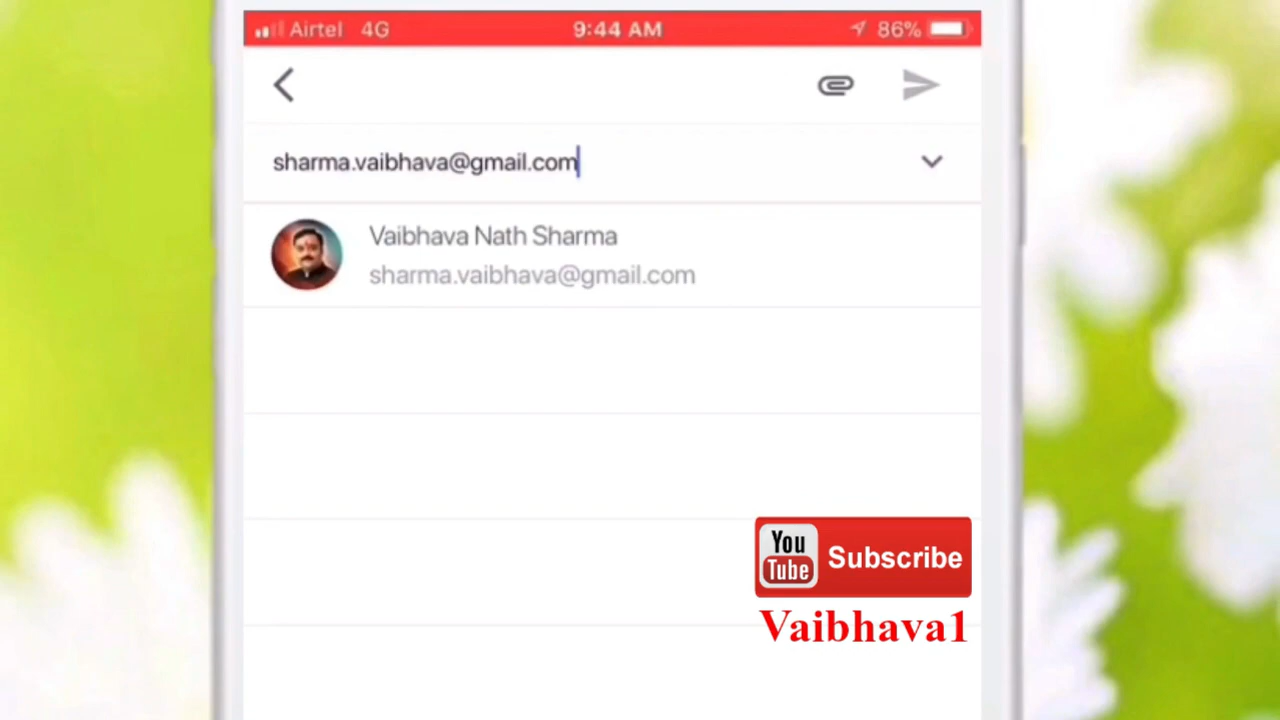 Airtel 4G 9:44 AM 86%
sharma.vaibhava@gmail.com
Vaibhava Nath Sharma
sharma.vaibhava@gmail.com
You
Tube
Subscribe
Vaibhava1